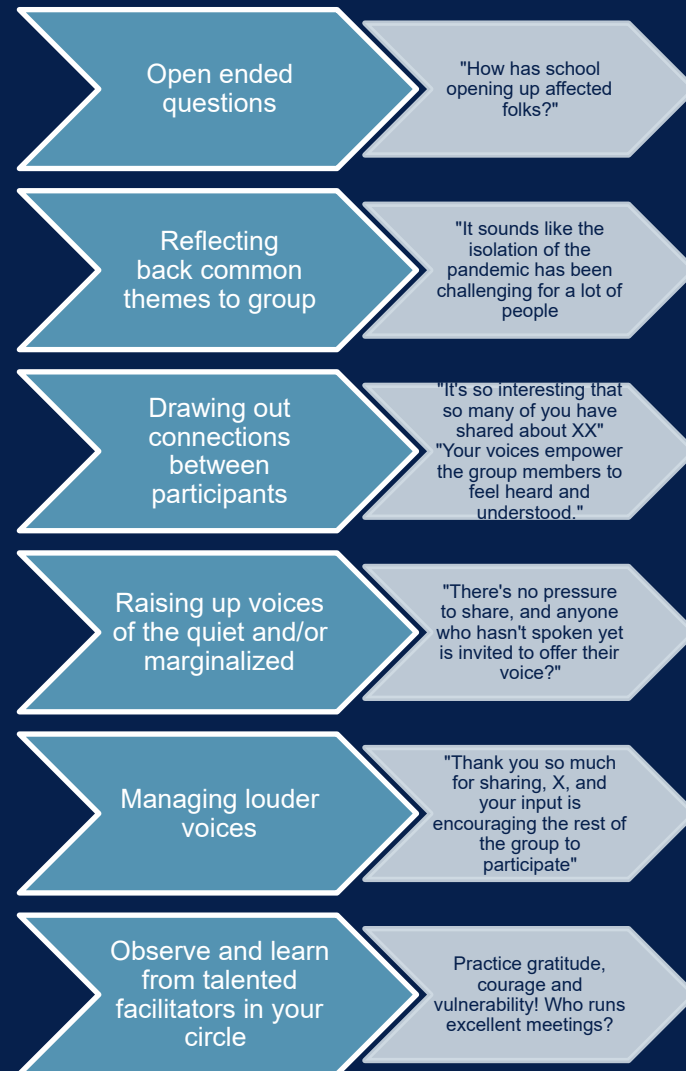 Open ended
questions
"How has school
opening up affected
folks?"
Reflecting
back common
themes to group
"It sounds like the
isolation of the
pandemic has been
challenging for a lot of
people
Drawing out
connections
between
participants
"It's so interesting that
so many of you have
shared about XX"
"Your voices empower
the group members to
feel heard and
understood."
Raising up voices
of the quiet and/or
marginalized
"There's no pressure
to share, and anyone
who hasn't spoken yet
is invited to offer their
voice?"
Managing louder
voices
"Thank you so much
for sharing, X, and
your input is
encouraging the rest of
the group to
participate"
Observe and learn
from talented
facilitators in your
circle
Practice gratitude,
courage and
vulnerability! Who runs
excellent meetings?